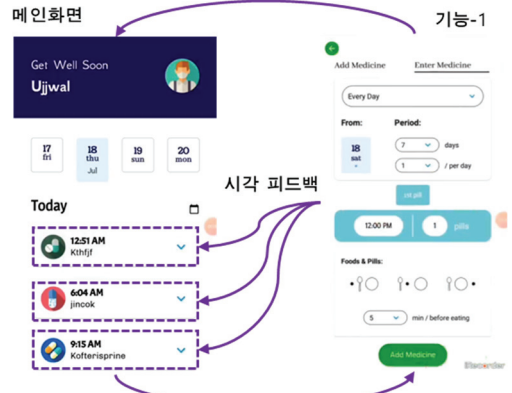 메인화면
기능-1
Get Well Soon
Ujjwal
17
fri
18
thu
Jul
19
sun
20
mon
Today
12:51 AM
Kthfjf
6:04 AM
jincok
9:15 AM
Kofterisprine
시각 피드백
Add Medicine
Enter Medicine
Every Day
From:
Period:
18
sat
7
days
1
/ per day
12:00 PM
1
pills
Foods & Pills:
5
min / before eating
Add Medicine